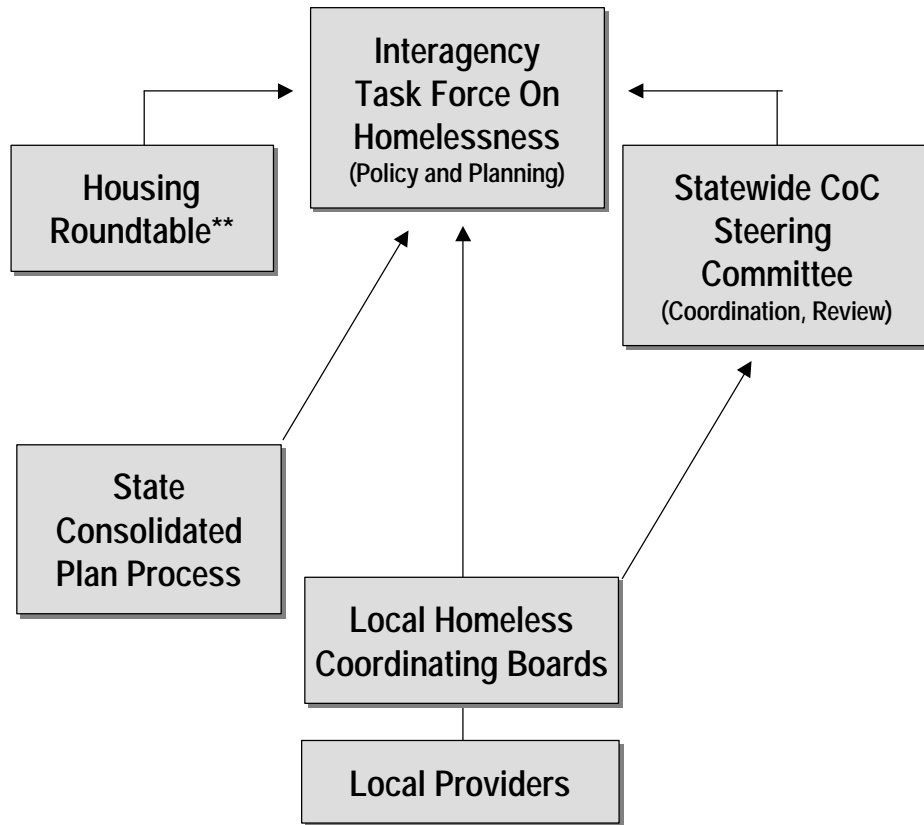 Interagency
Task Force On
Homelessness
(Policy and Planning)
Housing
Roundtable**
Statewide CoC
Steering
Committee
(Coordination, Review)
State
Consolidated
Plan Process
Local Homeless
Coordinating Boards
Local Providers